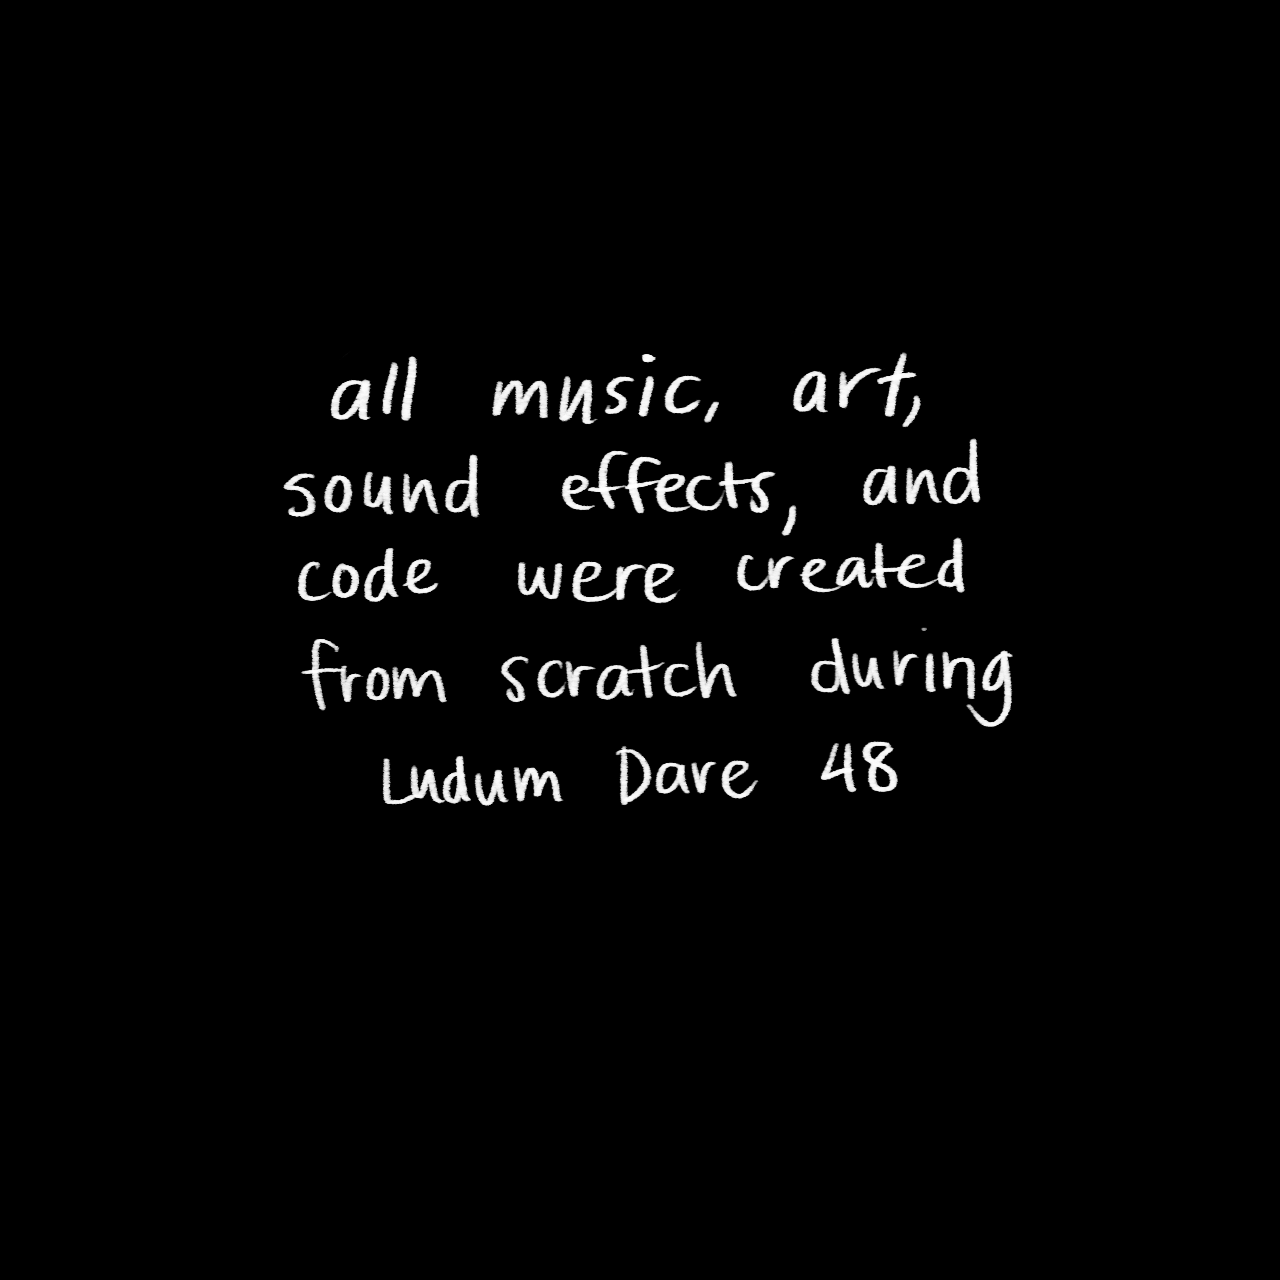 all music, art,
sound effects, and
code were created
from scratch during
Ludum Dare 48